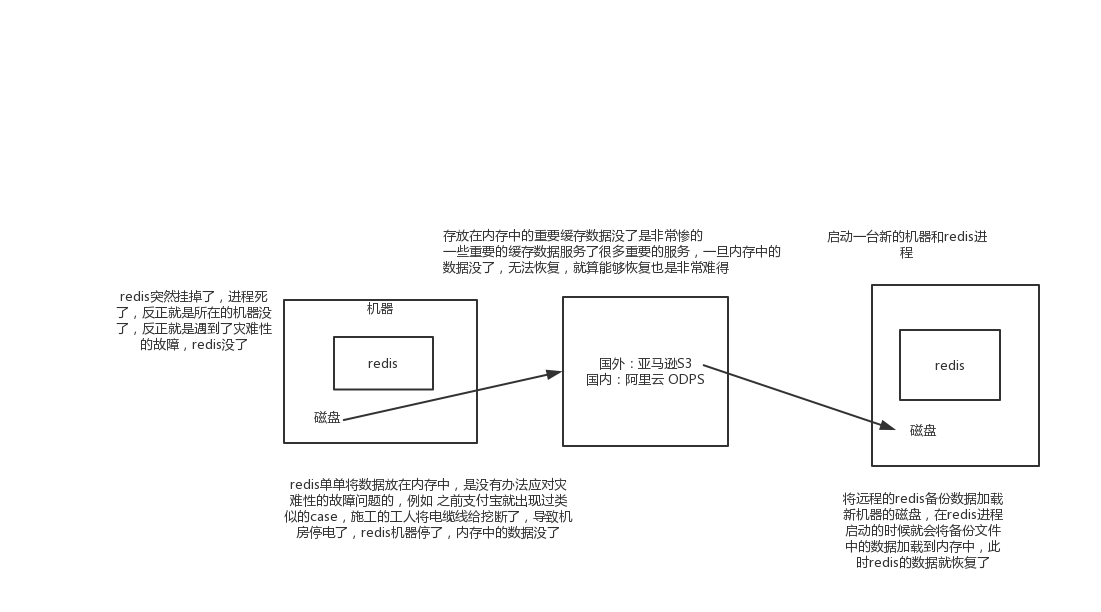 存放在内存中的重要缓存数据没了是非常惨的
一些重要的缓存数据服务了很多重要的服务，一旦内存中的
数据没了，无法恢复，就算能够恢复也是非常难得
启动一台新的机器和redis进
程
redis突然挂掉了，进程死
了，反正就是所在的机器没
了，反正就是遇到了灾难性
的故障，redis没了
机器
redis
磁盘
国外：亚马逊S3
国内：阿里云 ODPS
redis
磁盘
redis单单将数据放在内存中，是没有办法应对灾
难性的故障问题的，例如 之前支付宝就出现过类
似的case，施工的工人将电缆线给挖断了，导致机
房停电了，redis机器停了，内存中的数据没了
将远程的redis备份数据加载
新机器的磁盘，在redis进程
启动的时候就会将备份文件
中的数据加载到内存中，此
时redis的数据就恢复了